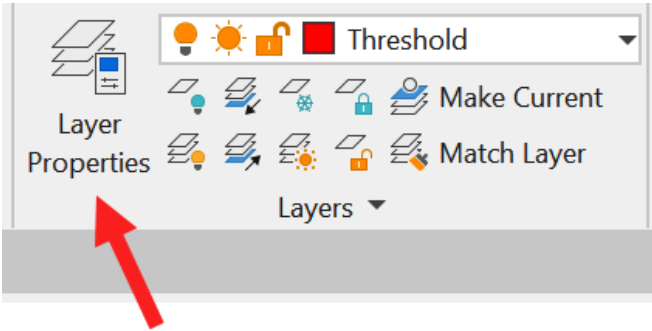 Threshold
Make Current
Layer
Properties
Match Layer
Layers